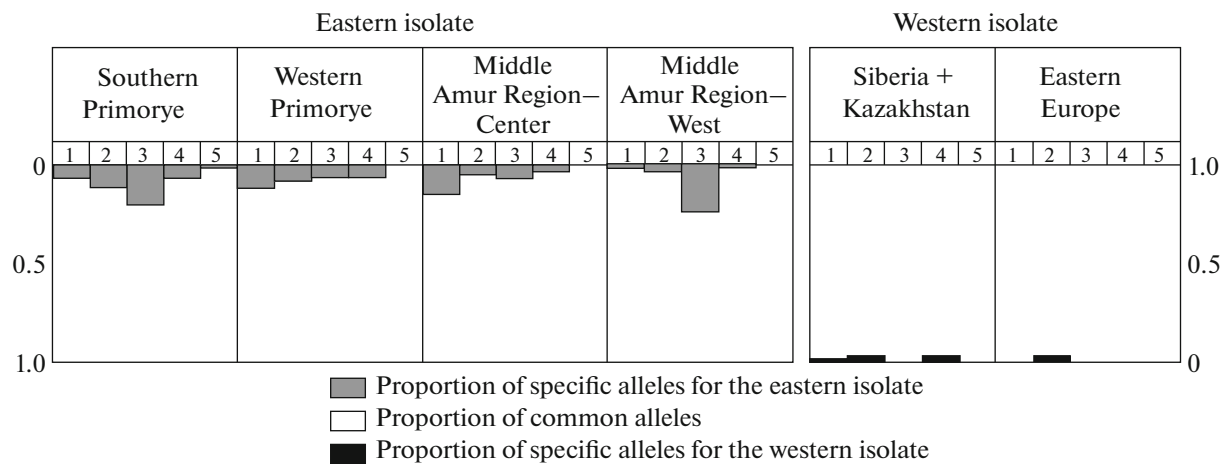 Eastern isolate Western isolate
Southern Primorye
Western Primorye
Middle Amur Region–Center
Middle Amur Region–West
Siberia + Kazakhstan
Eastern Europe
1 2 3 4 5 1 2 3 4 5 1 2 3 4 5 1 2 3 4 5 1 2 3 4 5 1 2 3 4 5
0 1.0
0.5 0.5
1.0 0
Proportion of specific alleles for the eastern isolate
Proportion of common alleles
Proportion of specific alleles for the western isolate